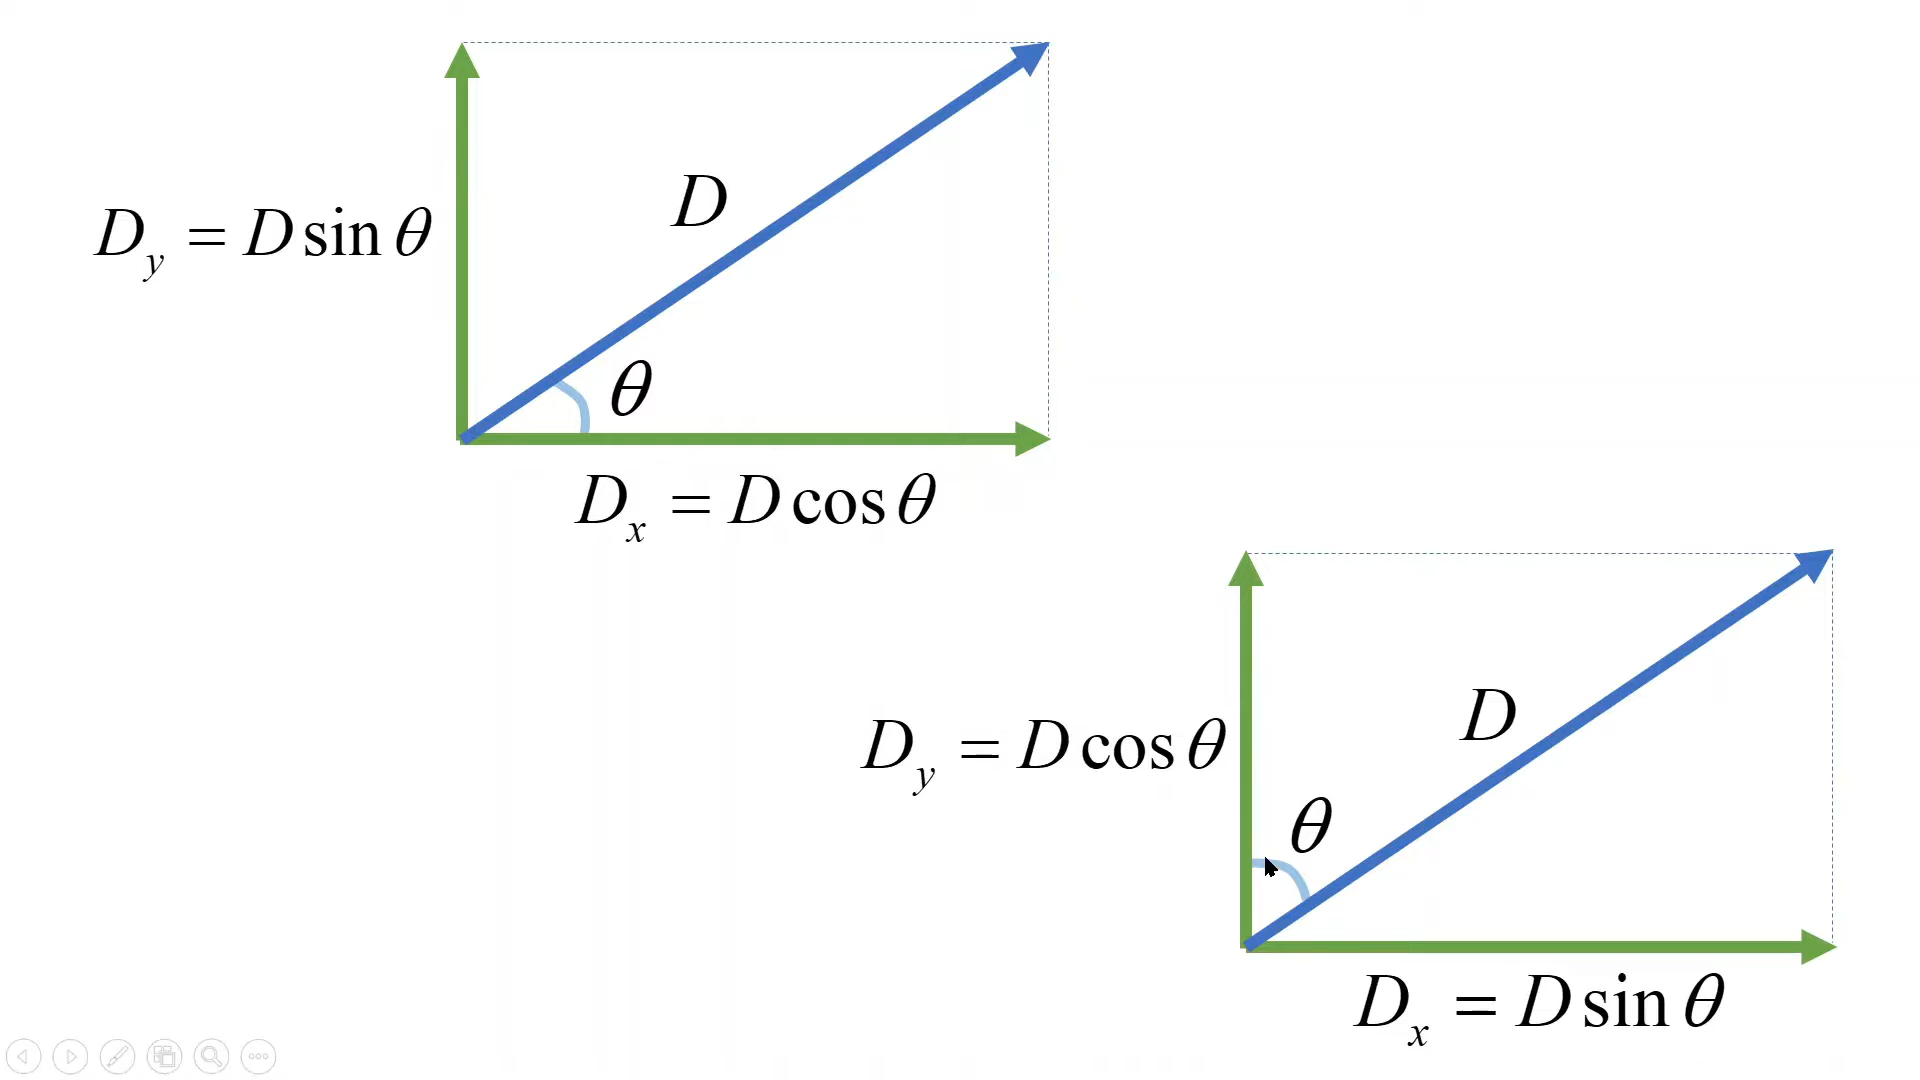 D
D_y = D sin θ
θ
D_x = D cos θ
D
D_y = D cos θ
θ
D_x = D sin θ